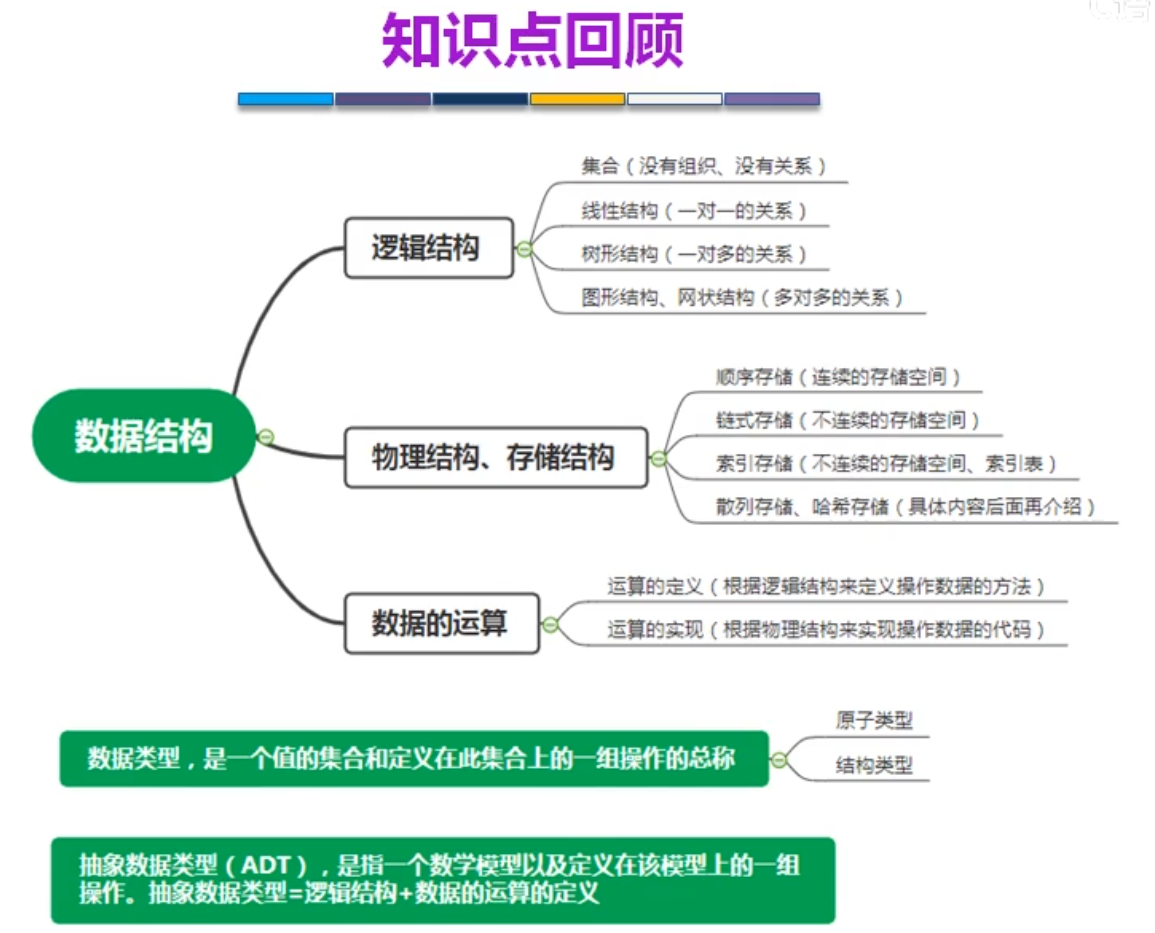 知识点回顾
集合（没有组织、没有关系）
线性结构（一对一的关系）
逻辑结构
树形结构（一对多的关系）
图形结构、网状结构（多对多的关系）
顺序存储（连续的存储空间）
链式存储（不连续的存储空间）
数据结构
物理结构、存储结构
索引存储（不连续的存储空间、索引表）
散列存储、哈希存储（具体内容后面再介绍）
运算的定义（根据逻辑结构来定义操作数据的方法）
数据的运算
运算的实现（根据物理结构来实现操作数据的代码）
原子类型
数据类型，是一个值的集合和定义在此集合上的一组操作的总称
结构类型
抽象数据类型（ADT），是指一个数学模型以及定义在该模型上的一组
操作。抽象数据类型=逻辑结构+数据的运算的定义